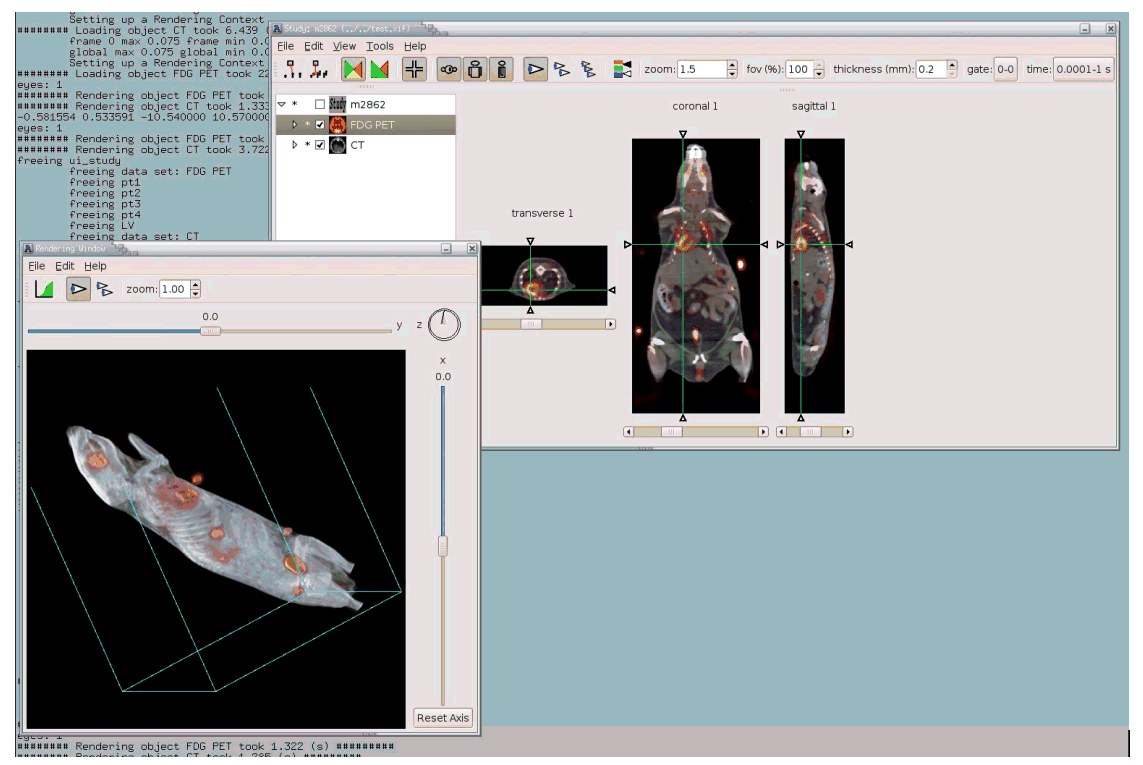 Setting up a Rendering Context
######## Loading object CT took 6.439
frame 0 max 0.075 frame min 0.0
global max 0.075 global min 0.0
Setting up a Rendering Context
######## Loading object FDG PET took 22
eyes: 1
######## Rendering object FDG PET took
######## Rendering object CT took 1.333
-0.581554 0.533591 -10.540000 10.570000
eyes: 1
######## Rendering object FDG PET took
######## Rendering object CT took 3.722
freeing ui_study
freeing data set: FDG PET
freeing pt1
freeing pt2
freeing pt3
freeing pt4
freeing LV
freeing data set: CT
Study: m2862 (../../test.xif)
File Edit View Tools Help
zoom: 1.5 fov (%): 100 thickness (mm): 0.2 gate: 0-0 time: 0.0001-1 s
* Study m2862
* FDG PET
* CT
coronal 1 sagittal 1
transverse 1
Rendering Window
File Edit Help
zoom: 1.00
0.0
y z
x
0.0
Reset Axis
eyes: 1
######## Rendering object FDG PET took 1.322 (s) #########
######## Rendering object CT took 1.285 (s) #########